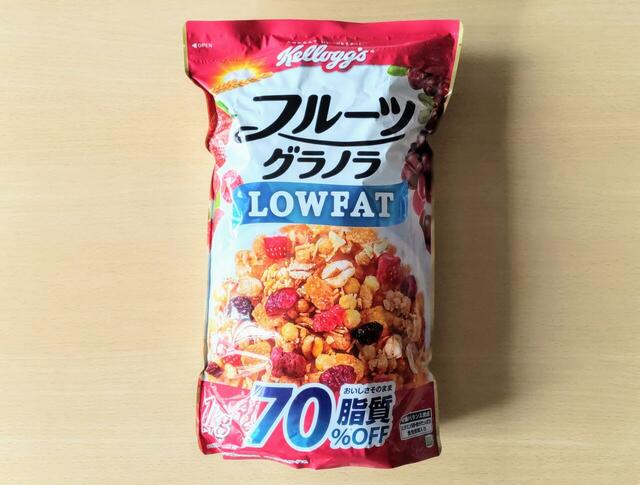 ◀OPEN
Kellogg's
フルーツ
グラノラ
LOWFAT
おいしさそのまま
脂質
70%OFF